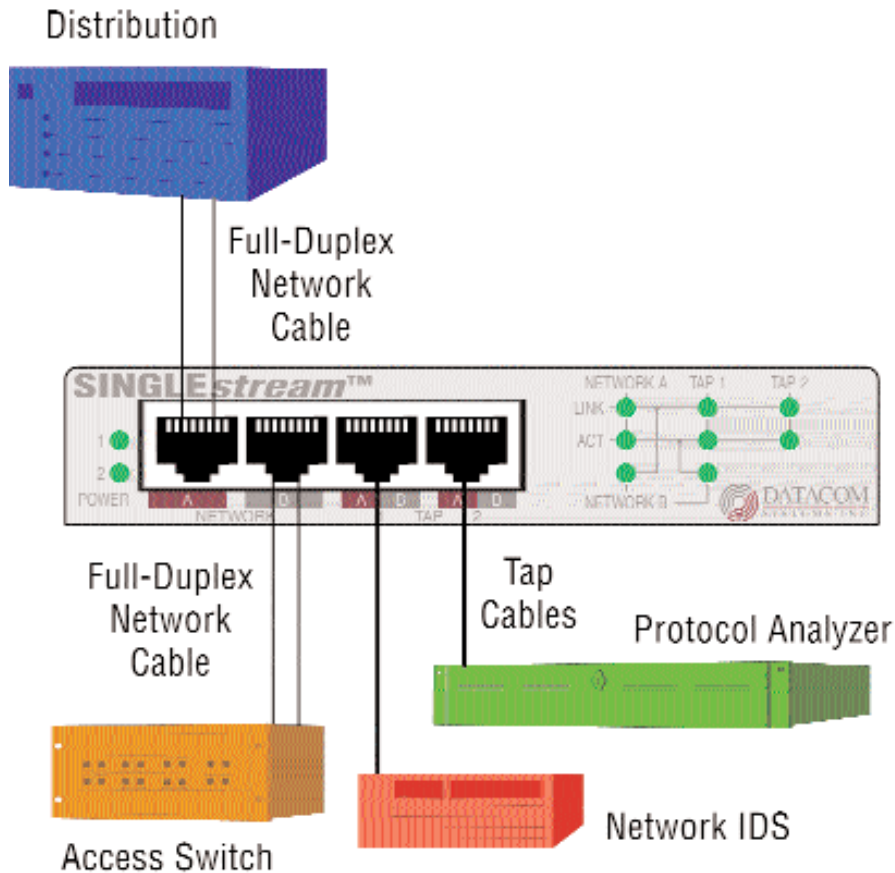 Distribution
Full-Duplex
Network
Cable
SINGLEstream™
NETWORK A TAP 1 TAP 2
LINK
ACT
1
2
POWER
NETWORK B
A
A
A
NETWORK
TAP 2
DATACOM
Full-Duplex
Network
Cable
Tap
Cables
Protocol Analyzer
Access Switch
Network IDS